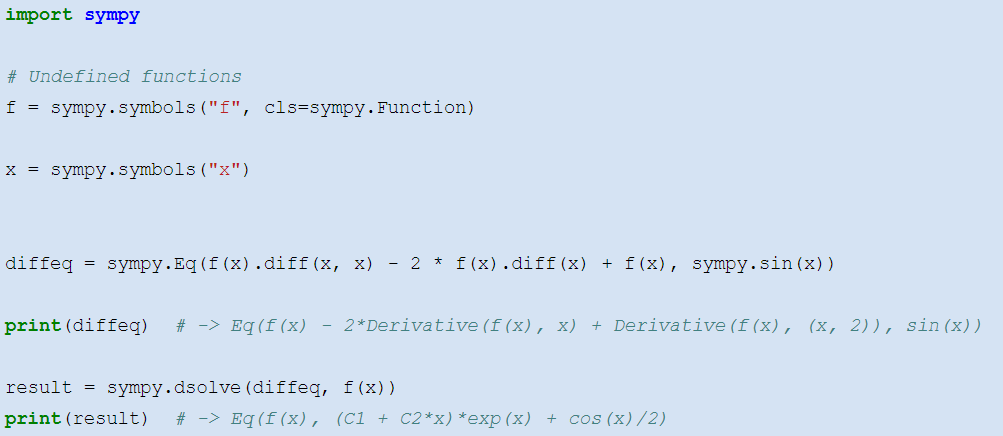 import sympy
# Undefined functions
f = sympy.symbols("f", cls=sympy.Function)
x = sympy.symbols("x")
diffeq = sympy.Eq(f(x).diff(x, x) - 2 * f(x).diff(x) + f(x), sympy.sin(x))
print(diffeq)  # -> Eq(f(x) - 2*Derivative(f(x), x) + Derivative(f(x), (x, 2)), sin(x))
result = sympy.dsolve(diffeq, f(x))
print(result)  # -> Eq(f(x), (C1 + C2*x)*exp(x) + cos(x)/2)